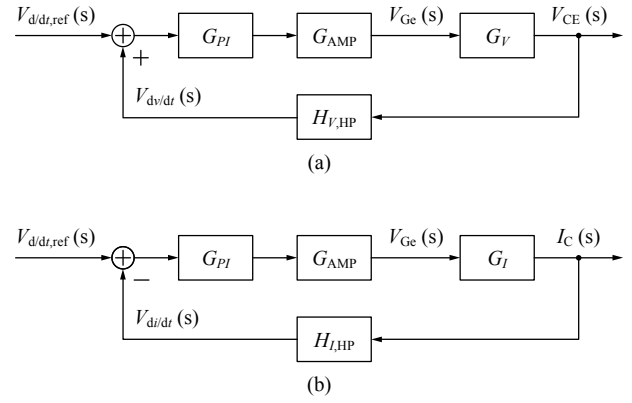 V_d/dt,ref (s) V_Ge (s) V_CE (s)
+ G_PI G_AMP G_V
+
V_dv/dt (s)
H_V,HP
(a)
V_d/dt,ref (s) V_Ge (s) I_C (s)
+ G_PI G_AMP G_I
−
V_di/dt (s)
H_I,HP
(b)